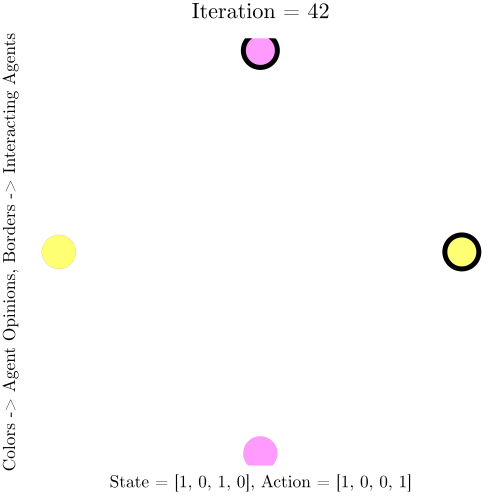 Iteration = 42
Colors -> Agent Opinions, Borders -> Interacting Agents
State = [1, 0, 1, 0], Action = [1, 0, 0, 1]